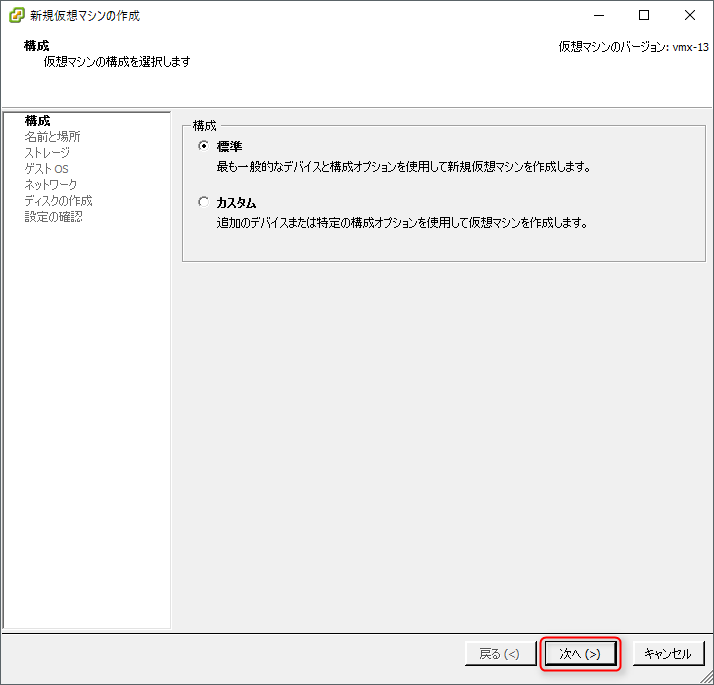 新規仮想マシンの作成
構成
仮想マシンの構成を選択します
仮想マシンのバージョン: vmx-13
構成
名前と場所
ストレージ
ゲスト OS
ネットワーク
ディスクの作成
設定の確認
構成
標準
最も一般的なデバイスと構成オプションを使用して新規仮想マシンを作成します。
カスタム
追加のデバイスまたは特定の構成オプションを使用して仮想マシンを作成します。
戻る (<)
次へ (>)
キャンセル